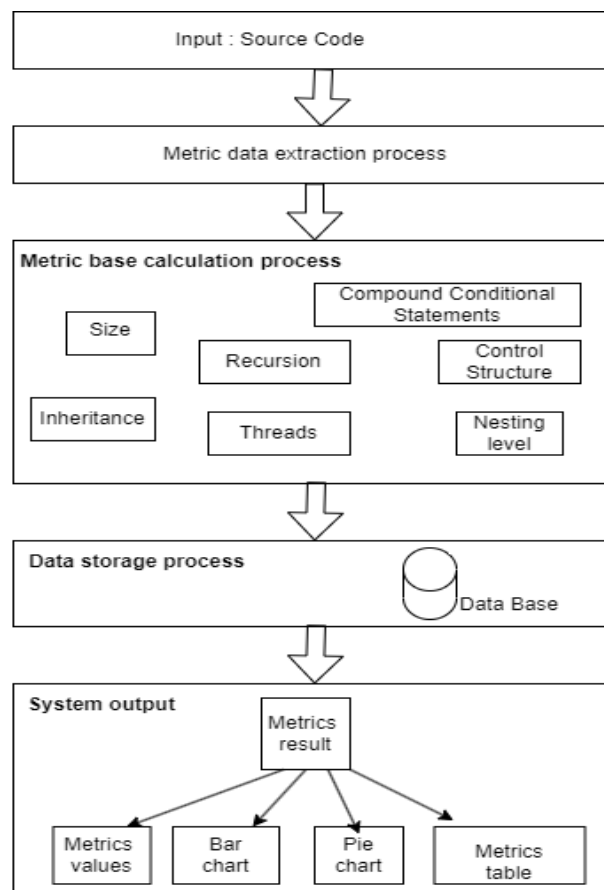 Input : Source Code
Metric data extraction process
Metric base calculation process
Compound Conditional
Statements
Size
Recursion
Control
Structure
Inheritance
Threads
Nesting
level
Data storage process
Data Base
System output
Metrics
result
Metrics
values
Bar
chart
Pie
chart
Metrics
table